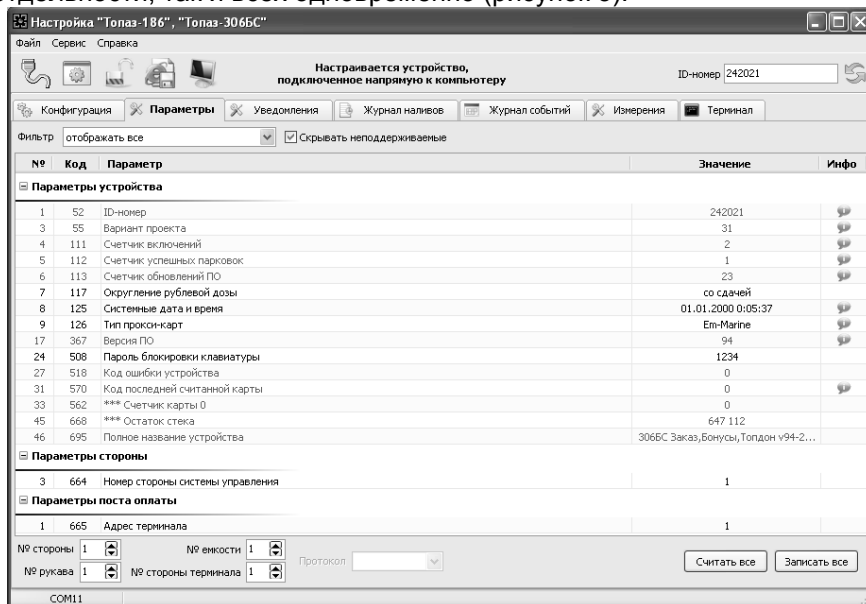 Настройка "Топаз-186", "Топаз-306БС"
Файл Сервис Справка
Настраивается устройство,
подключенное напрямую к компьютеру
ID-номер 242021
Конфигурация Параметры Уведомления Журнал наливов Журнал событий Измерения Терминал
Фильтр отображать все Скрывать неподдерживаемые
№ Код Параметр Значение Инфо
Параметры устройства
1 52 ID-номер 242021
3 55 Вариант проекта 31
4 111 Счетчик включений 2
5 112 Счетчик успешных парковок 1
6 113 Счетчик обновлений ПО 23
7 117 Округление рублевой дозы со сдачей
8 125 Системные дата и время 01.01.2000 0:05:37
9 126 Тип прокси-карт Em-Marine
17 367 Версия ПО 94
24 508 Пароль блокировки клавиатуры 1234
27 518 Код ошибки устройства 0
31 570 Код последней считанной карты 0
33 562 *** Счетчик карты 0 0
45 668 *** Остаток стека 647 112
46 695 Полное название устройства 306БС Заказ,Бонусы,Топдон v94-2...
Параметры стороны
3 664 Номер стороны системы управления 1
Параметры поста оплаты
1 665 Адрес терминала 1
№ стороны 1 № емкости 1 Протокол Считать все Записать все
№ рукава 1 № стороны терминала 1
COM11